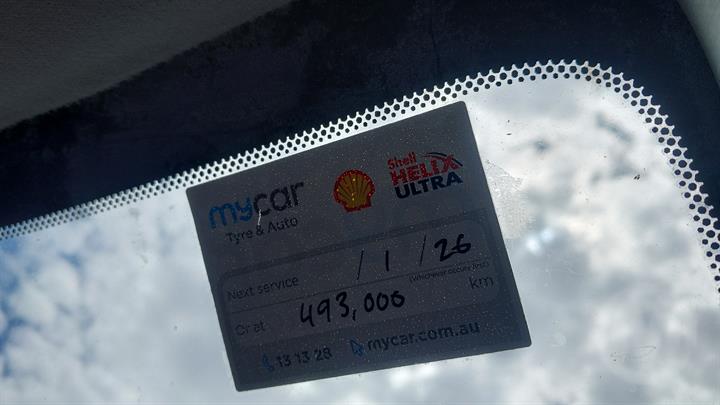 mycar
Tyre & Auto
Shell
HELIX
ULTRA
Next service / 1 / 26
(Whichever occurs first)
Or at 493,000 km
13 13 28 mycar.com.au